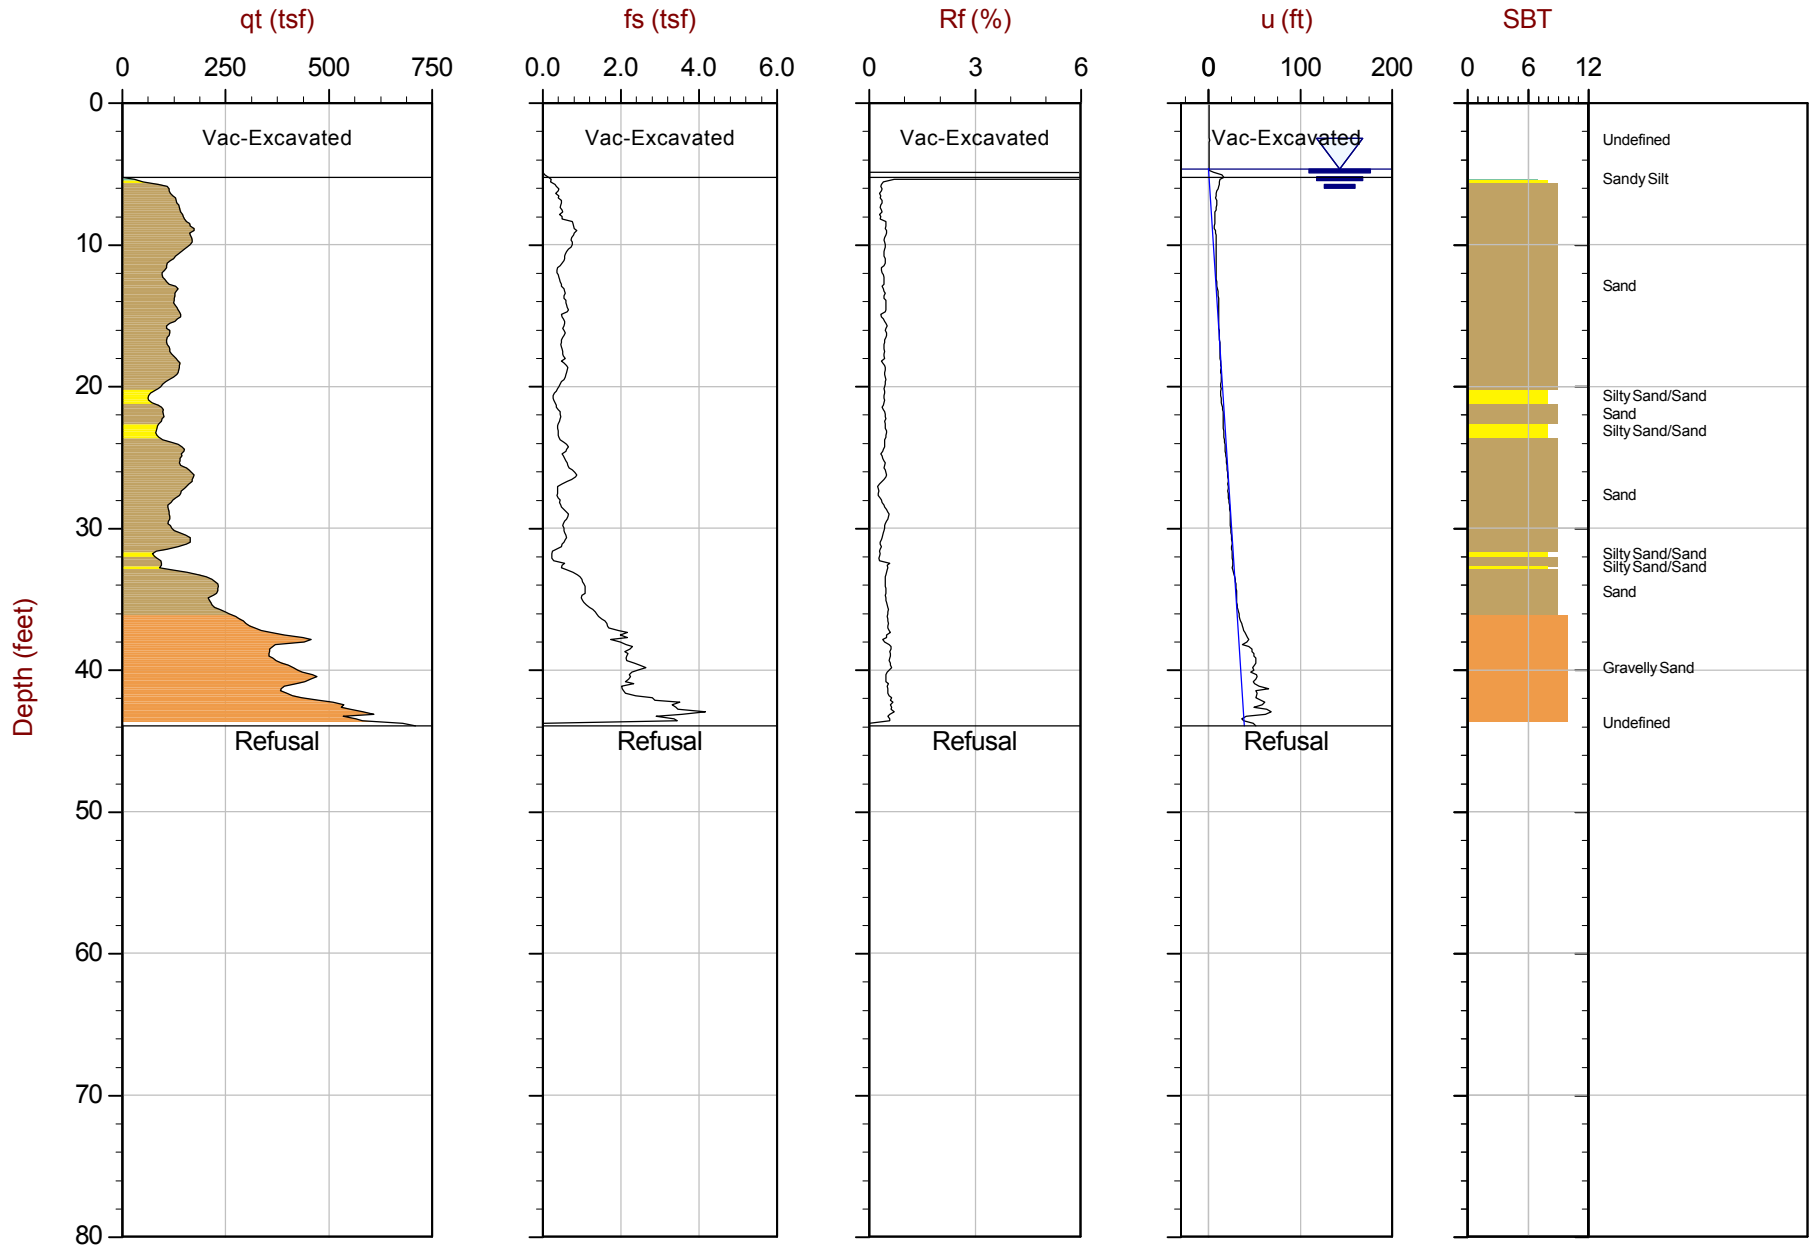 qt (tsf) fs (tsf) Rf (%) u (ft) SBT
0 250 500 750 0.0 2.0 4.0 6.0 0 3 6 0 100 200 0 6 12
0
Vac-Excavated Vac-Excavated Vac-Excavated Vac-Excavated Undefined
Sandy Silt
10
Sand
20
Silty Sand/Sand
Sand
Silty Sand/Sand
Sand
30
Silty Sand/Sand
Silty Sand/Sand
Sand
40
Gravelly Sand
Undefined
Refusal Refusal Refusal Refusal
Depth (feet)
50
60
70
80